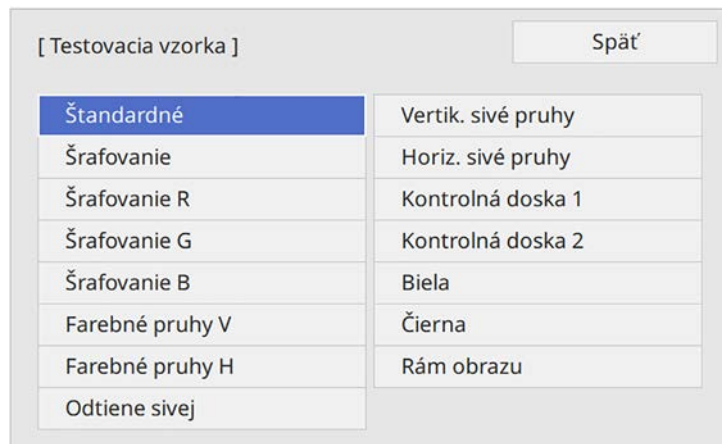 [ Testovacia vzorka ]
Späť
Štandardné
Šrafovanie
Šrafovanie R
Šrafovanie G
Šrafovanie B
Farebné pruhy V
Farebné pruhy H
Odtiene sivej
Vertik. sivé pruhy
Horiz. sivé pruhy
Kontrolná doska 1
Kontrolná doska 2
Biela
Čierna
Rám obrazu